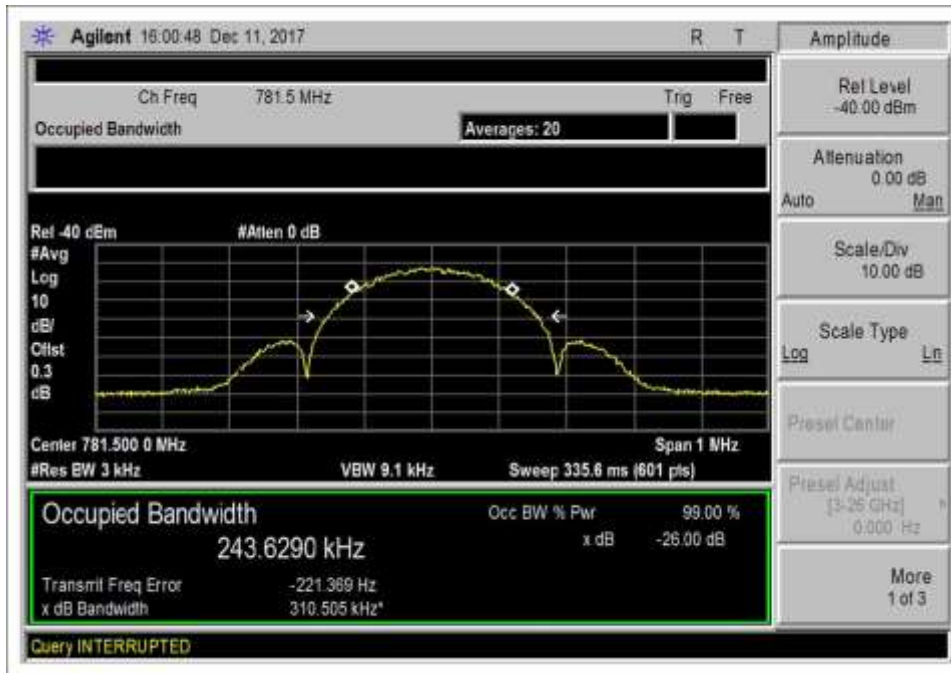 Agilent 16:00:48 Dec 11, 2017 R T
Ch Freq 781.5 MHz Trig Free
Occupied Bandwidth Averages: 20
Ref -40 dBm #Atten 0 dB
#Avg
Log
10
dB/
Offst
0.3
dB
Center 781.500 0 MHz Span 1 MHz
#Res BW 3 kHz VBW 9.1 kHz Sweep 335.6 ms (601 pts)
Occupied Bandwidth Occ BW % Pwr 99.00 %
243.6290 kHz x dB -26.00 dB
Transmit Freq Error -221.369 Hz
x dB Bandwidth 310.505 kHz*
Query INTERRUPTED
Amplitude
Ref Level
-40.00 dBm
Attenuation
0.00 dB
Auto Man
Scale/Div
10.00 dB
Scale Type
Log Lin
Presel Center
Presel Adjust
[3-26 GHz]
0.000 Hz
More
1 of 3